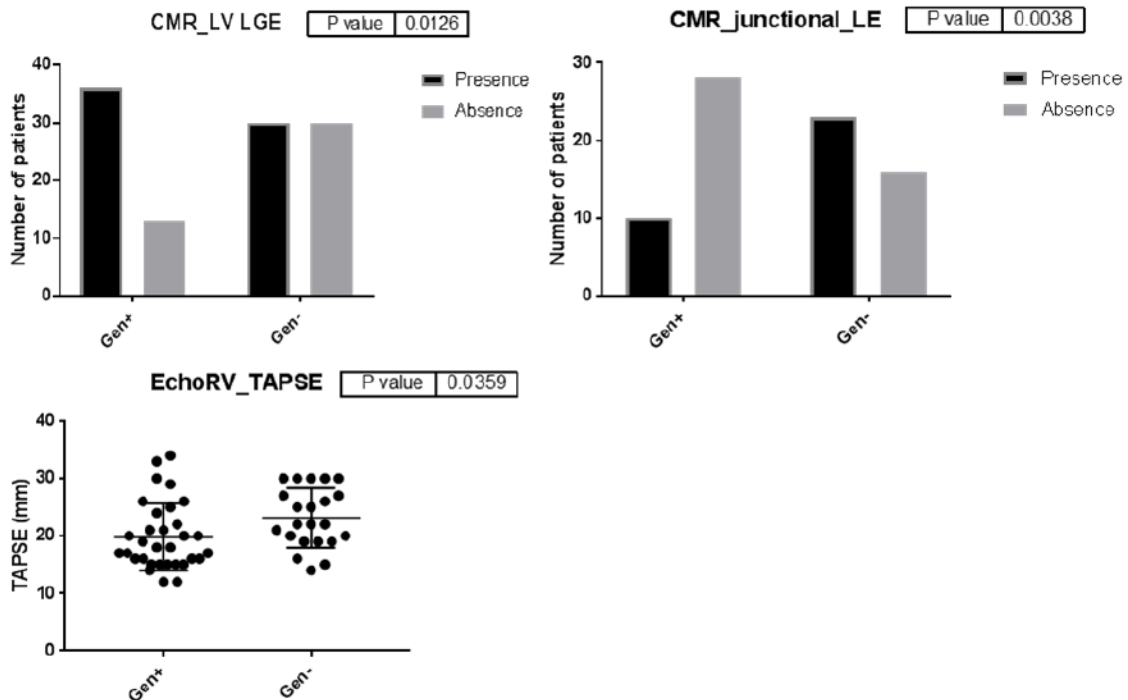 CMR_LV LGE P value 0.0126
40
30
20
10
0
Number of patients
Presence
Absence
Gen+ Gen-
CMR_junctional_LE P value 0.0038
30
20
10
0
Number of patients
Presence
Absence
Gen+ Gen-
EchoRV_TAPSE P value 0.0359
40
30
20
10
0
TAPSE (mm)
Gen+ Gen-